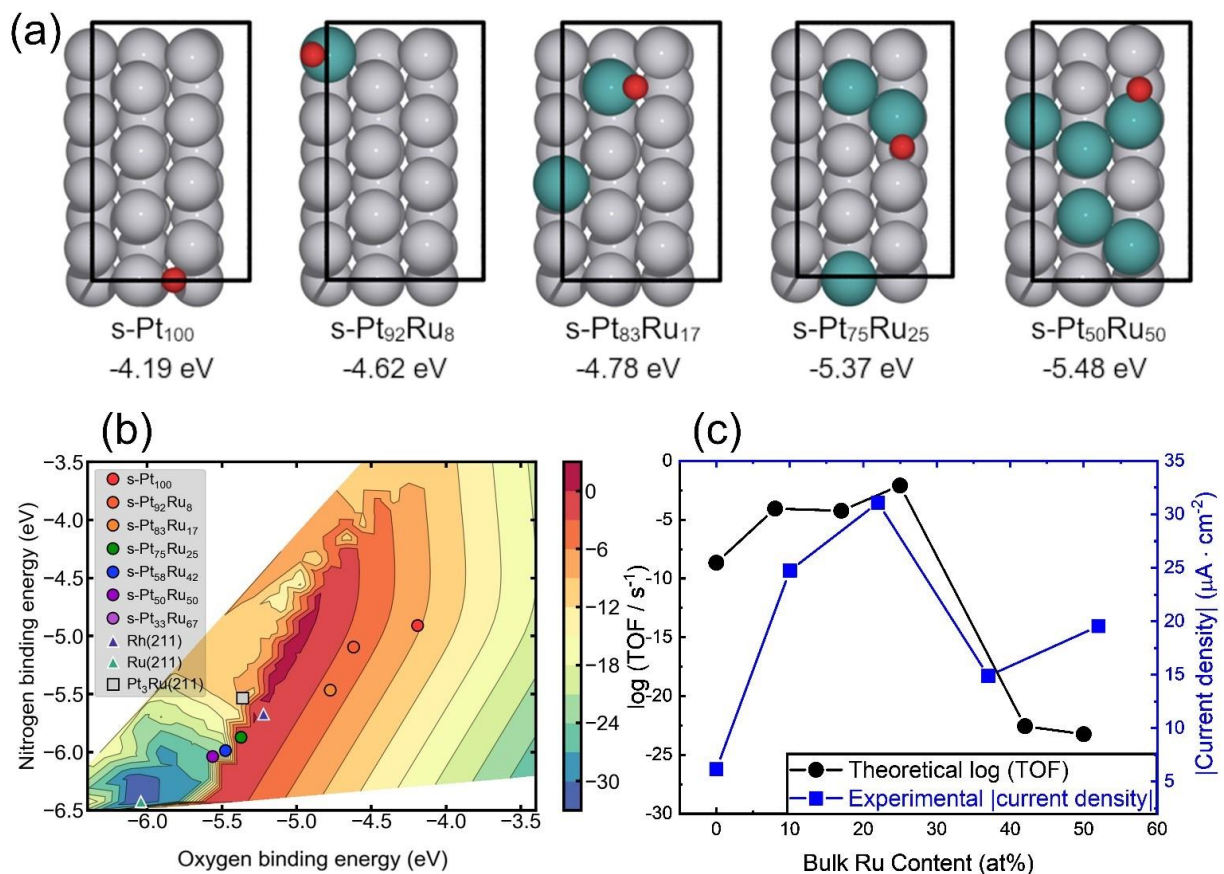 (a)
s-Pt₁₀₀
-4.19 eV
s-Pt₉₂Ru₈
-4.62 eV
s-Pt₈₃Ru₁₇
-4.78 eV
s-Pt₇₅Ru₂₅
-5.37 eV
s-Pt₅₀Ru₅₀
-5.48 eV
(b)
Nitrogen binding energy (eV)
−3.5
−4.0
−4.5
−5.0
−5.5
−6.0
−6.5
s-Pt₁₀₀
s-Pt₉₂Ru₈
s-Pt₈₃Ru₁₇
s-Pt₇₅Ru₂₅
s-Pt₅₈Ru₄₂
s-Pt₅₀Ru₅₀
s-Pt₃₃Ru₆₇
Rh(211)
Ru(211)
Pt₃Ru(211)
−6.0 −5.5 −5.0 −4.5 −4.0 −3.5
Oxygen binding energy (eV)
0
−6
−12
−18
−24
−30
(c)
log (TOF / s⁻¹)
0
-5
-10
-15
-20
-25
-30
Theoretical log (TOF)
Experimental |current density|
0 10 20 30 40 50 60
Bulk Ru Content (at%)
35
30
25
20
15
10
5
|Current density| (μA · cm⁻²)